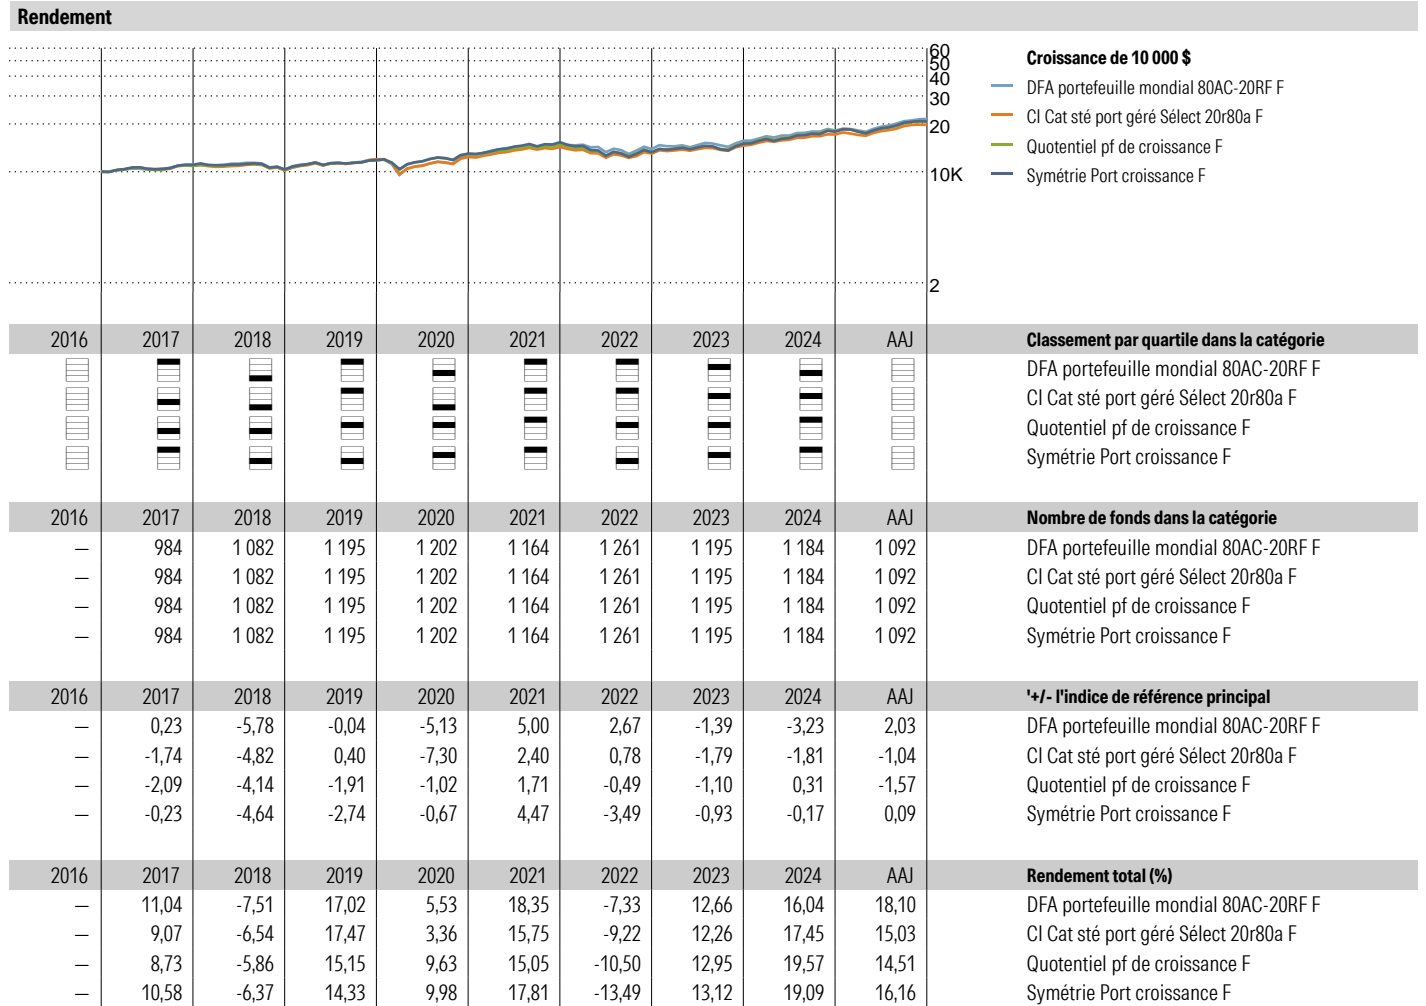 Rendement
60
50
40
30
20
10K
2
Croissance de 10 000 $
DFA portefeuille mondial 80AC-20RF F
CI Cat sté port géré Sélect 20r80a F
Quotentiel pf de croissance F
Symétrie Port croissance F
2016 2017 2018 2019 2020 2021 2022 2023 2024 AAJ Classement par quartile dans la catégorie
DFA portefeuille mondial 80AC-20RF F
CI Cat sté port géré Sélect 20r80a F
Quotentiel pf de croissance F
Symétrie Port croissance F
2016 2017 2018 2019 2020 2021 2022 2023 2024 AAJ Nombre de fonds dans la catégorie
— 984 1 082 1 195 1 202 1 164 1 261 1 195 1 184 1 092 DFA portefeuille mondial 80AC-20RF F
— 984 1 082 1 195 1 202 1 164 1 261 1 195 1 184 1 092 CI Cat sté port géré Sélect 20r80a F
— 984 1 082 1 195 1 202 1 164 1 261 1 195 1 184 1 092 Quotentiel pf de croissance F
— 984 1 082 1 195 1 202 1 164 1 261 1 195 1 184 1 092 Symétrie Port croissance F
2016 2017 2018 2019 2020 2021 2022 2023 2024 AAJ '+/- l'indice de référence principal
— 0,23 -5,78 -0,04 -5,13 5,00 2,67 -1,39 -3,23 2,03 DFA portefeuille mondial 80AC-20RF F
— -1,74 -4,82 0,40 -7,30 2,40 0,78 -1,79 -1,81 -1,04 CI Cat sté port géré Sélect 20r80a F
— -2,09 -4,14 -1,91 -1,02 1,71 -0,49 -1,10 0,31 -1,57 Quotentiel pf de croissance F
— -0,23 -4,64 -2,74 -0,67 4,47 -3,49 -0,93 -0,17 0,09 Symétrie Port croissance F
2016 2017 2018 2019 2020 2021 2022 2023 2024 AAJ Rendement total (%)
— 11,04 -7,51 17,02 5,53 18,35 -7,33 12,66 16,04 18,10 DFA portefeuille mondial 80AC-20RF F
— 9,07 -6,54 17,47 3,36 15,75 -9,22 12,26 17,45 15,03 CI Cat sté port géré Sélect 20r80a F
— 8,73 -5,86 15,15 9,63 15,05 -10,50 12,95 19,57 14,51 Quotentiel pf de croissance F
— 10,58 -6,37 14,33 9,98 17,81 -13,49 13,12 19,09 16,16 Symétrie Port croissance F